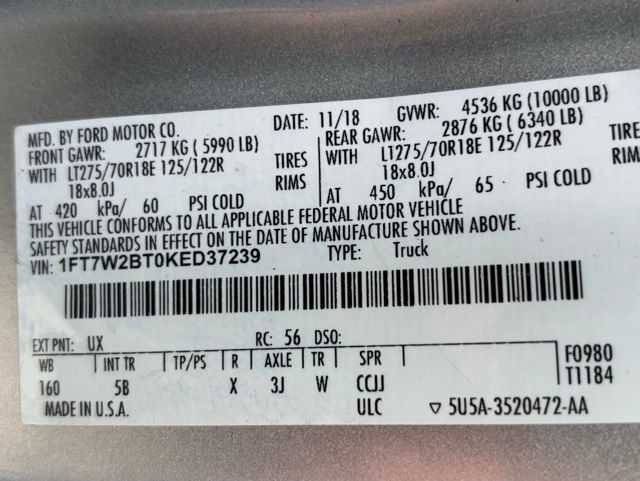 MFD. BY FORD MOTOR CO.
DATE: 11/18 GVWR: 4536 KG (10000 LB)
FRONT GAWR: 2717 KG ( 5990 LB)
WITH LT275/70R18E 125/122R TIRES
18x8.0J RIMS
AT 420 kPa/ 60 PSI COLD
REAR GAWR: 2876 KG ( 6340 LB)
WITH LT275/70R18E 125/122R TIRES
18x8.0J RIMS
AT 450 kPa/ 65 PSI COLD
THIS VEHICLE CONFORMS TO ALL APPLICABLE FEDERAL MOTOR VEHICLE
SAFETY STANDARDS IN EFFECT ON THE DATE OF MANUFACTURE SHOWN ABOVE.
VIN: 1FT7W2BT0KED37239 TYPE: Truck
EXT PNT: UX RC: 56 DSO:
WB INT TR TP/PS R AXLE TR SPR
160 5B X 3J W CCJJ
F0980
T1184
MADE IN U.S.A. ULC ▽ 5U5A-3520472-AA